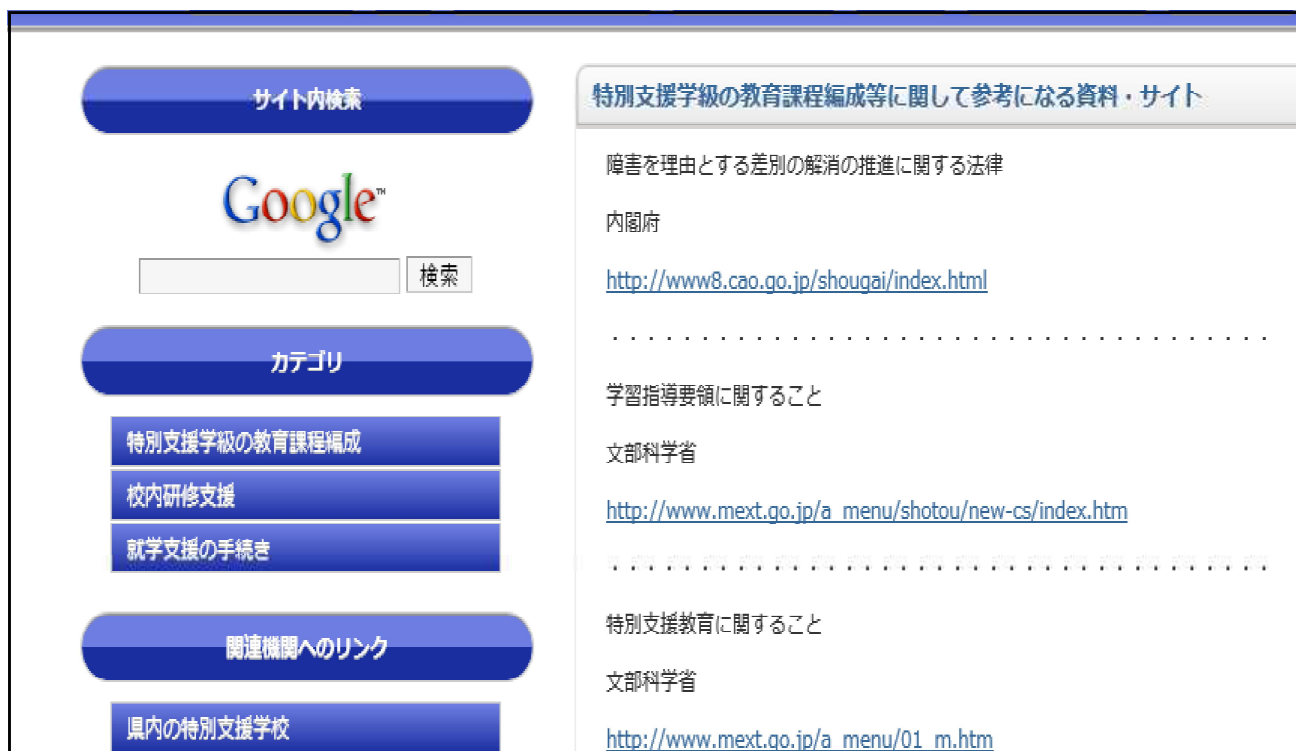 サイト内検索
Google™
検索
カテゴリ
特別支援学級の教育課程編成
校内研修支援
就学支援の手続き
関連機関へのリンク
県内の特別支援学校
特別支援学級の教育課程編成等に関して参考になる資料・サイト
障害を理由とする差別の解消の推進に関する法律
内閣府
http://www8.cao.go.jp/shougai/index.html
・・・・・・・・・・・・・・・・・・・・・・・・・・・・・・・・・・・・・
学習指導要領に関すること
文部科学省
http://www.mext.go.jp/a_menu/shotou/new-cs/index.htm
・・・・・・・・・・・・・・・・・・・・・・・・・・・・・・・・・・・・・
特別支援教育に関すること
文部科学省
http://www.mext.go.jp/a_menu/01_m.htm